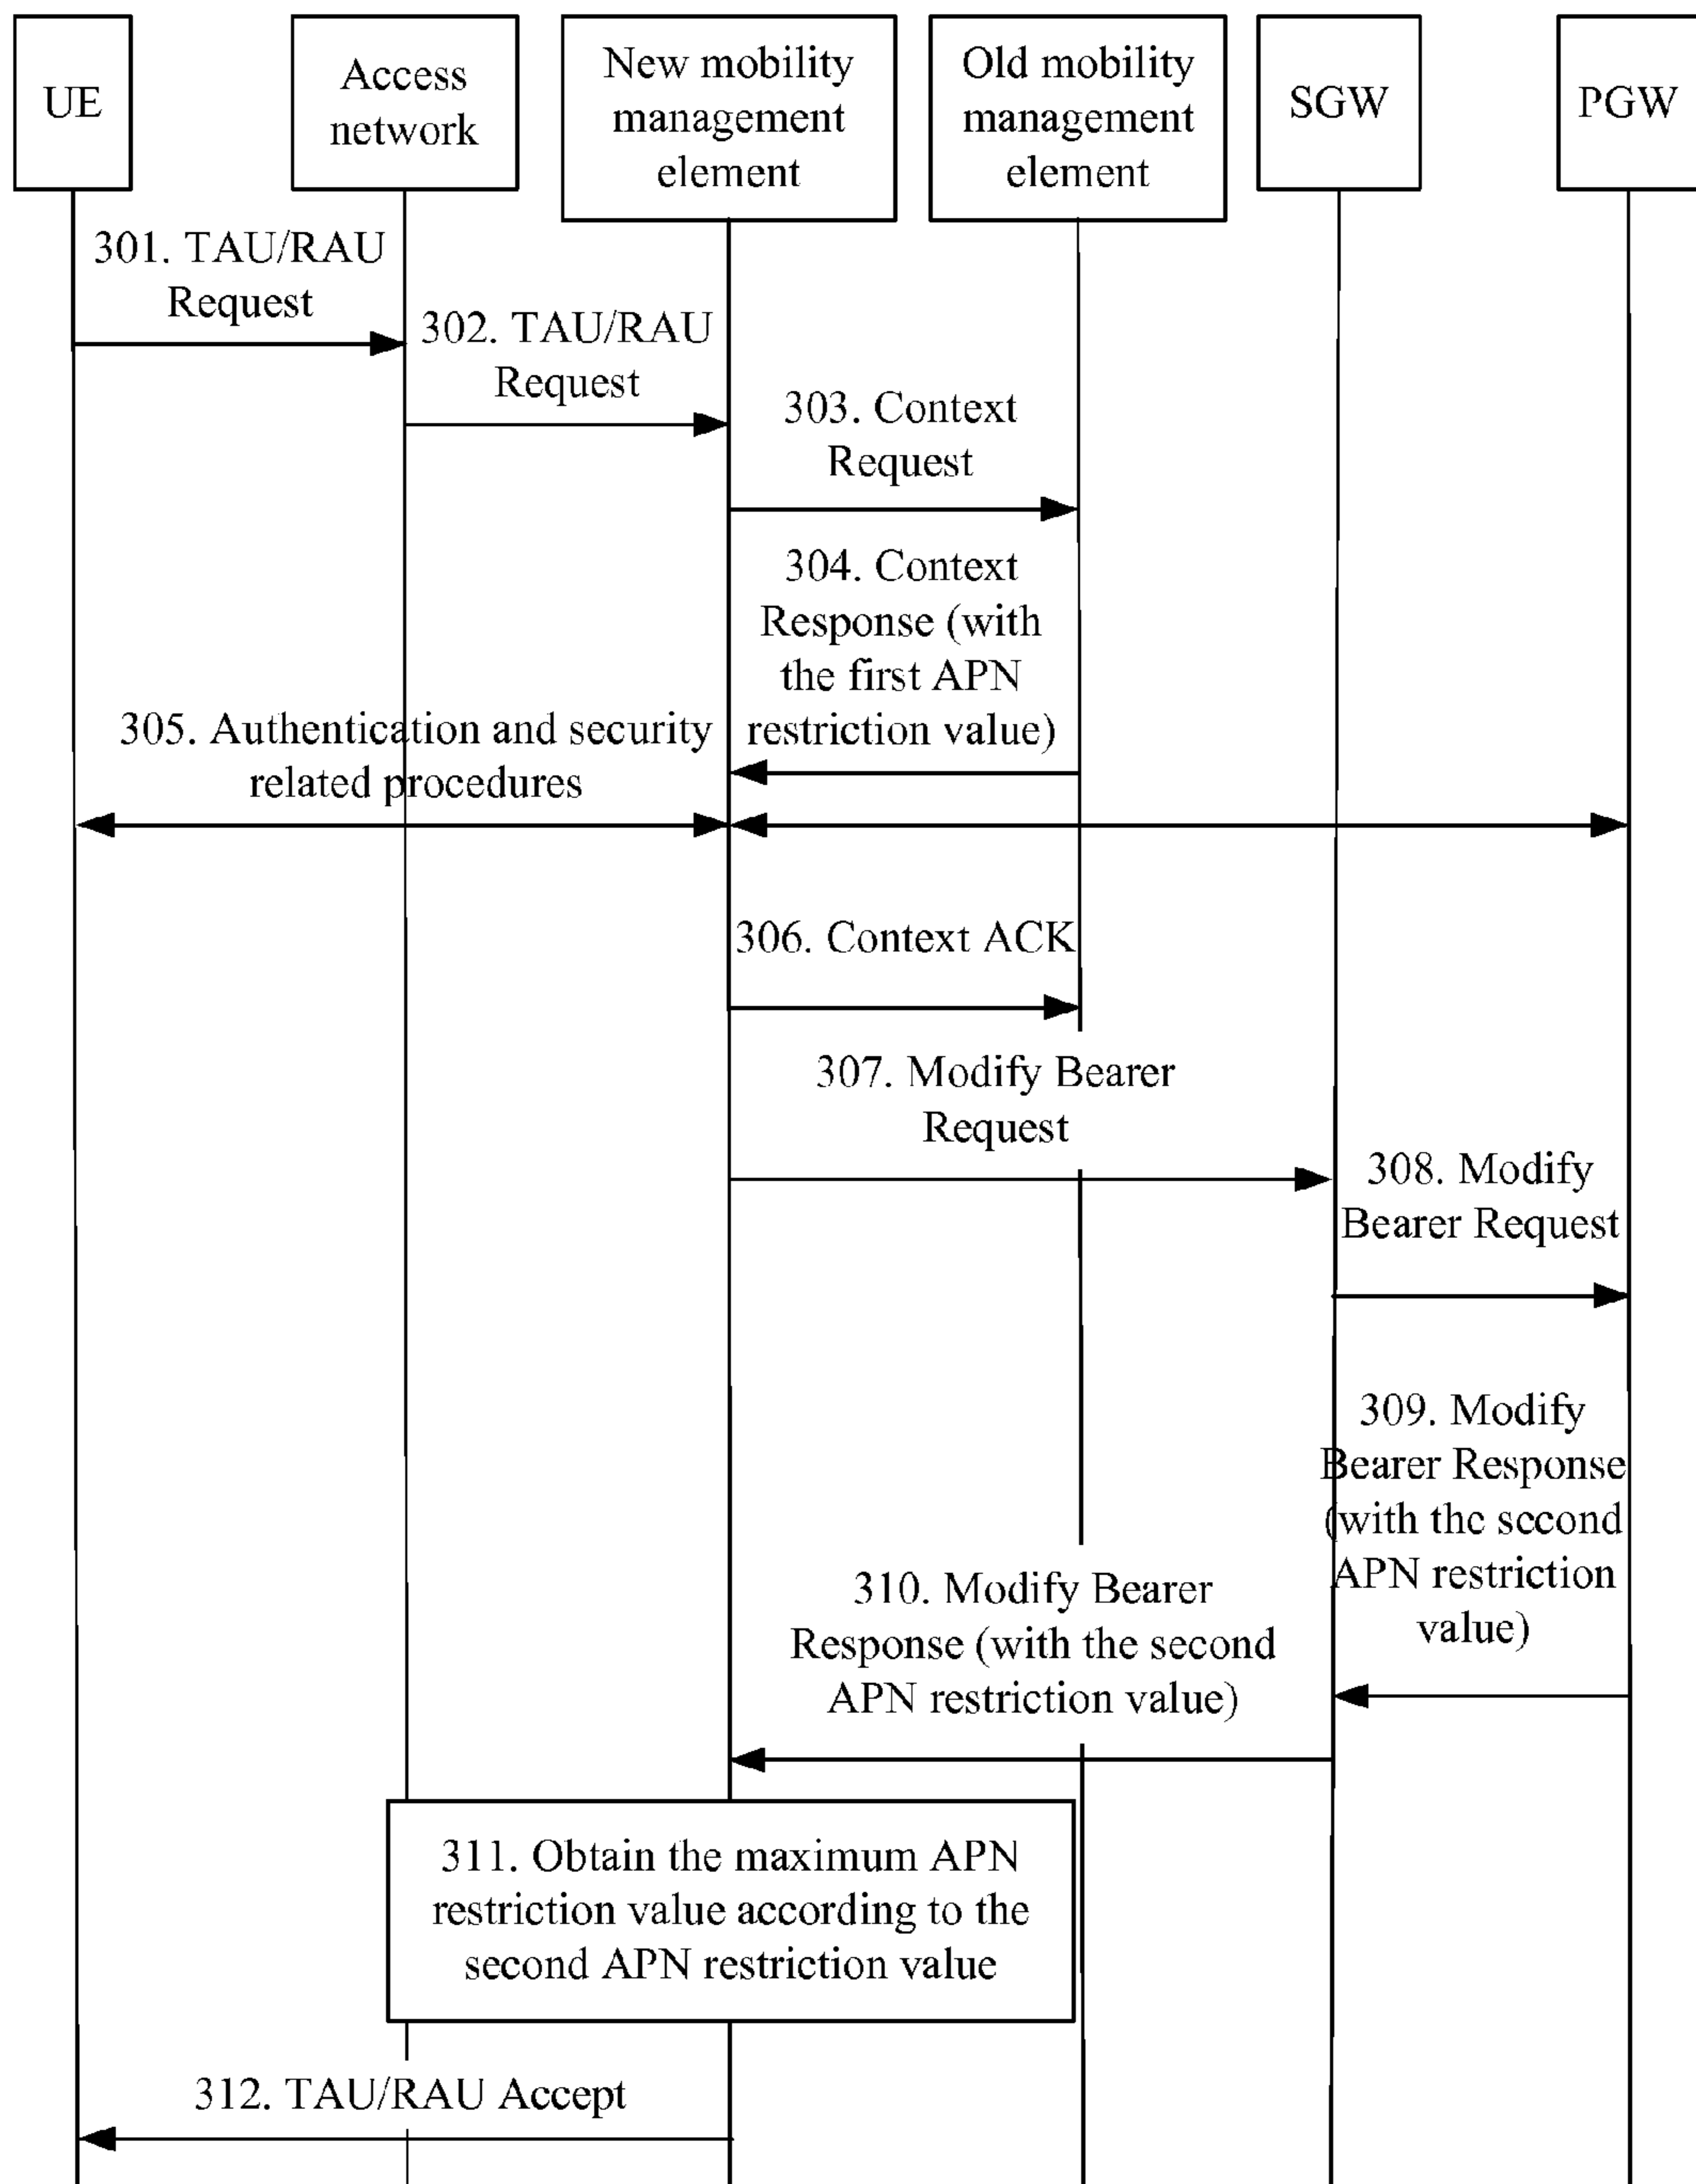 UE
Access
network
New mobility
management
element
Old mobility
management
element
SGW
PGW
301. TAU/RAU
Request
302. TAU/RAU
Request
303. Context
Request
304. Context
Response (with
the first APN
restriction value)
305. Authentication and security
related procedures
306. Context ACK
307. Modify Bearer
Request
308. Modify
Bearer Request
309. Modify
Bearer Response
(with the second
APN restriction
value)
310. Modify Bearer
Response (with the second
APN restriction value)
311. Obtain the maximum APN
restriction value according to the
second APN restriction value
312. TAU/RAU Accept